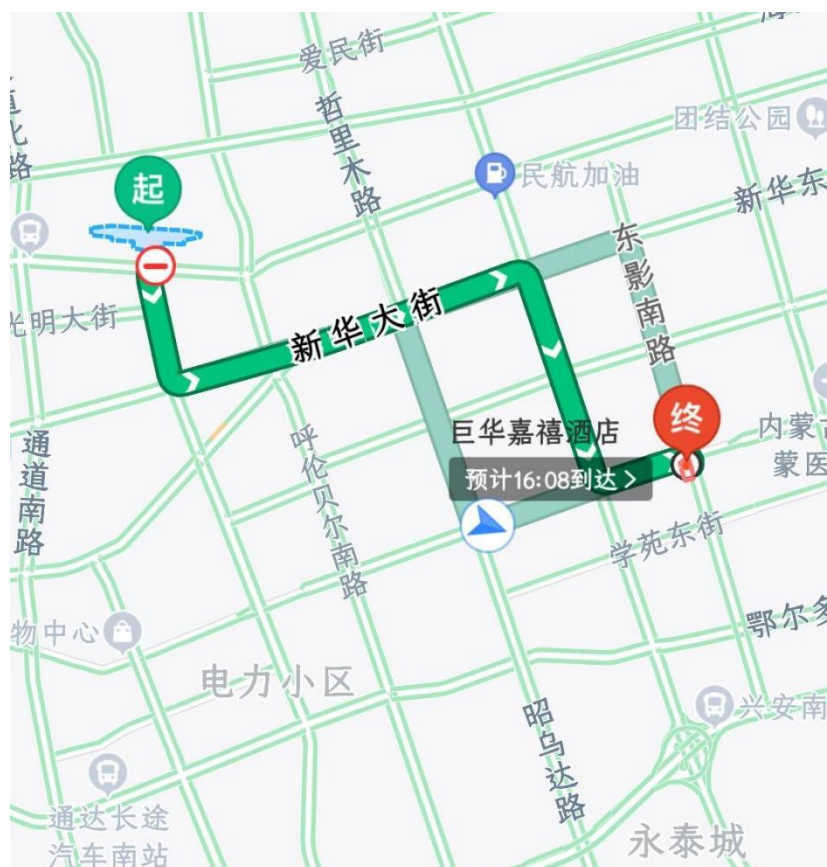 爱民街
哲里木路
团结公园
民航加油
新华东
起
东影南路
光明大街
新华大街
终
巨华嘉禧酒店
预计16:08到达 >
内蒙古
蒙医
通道南路
呼伦贝尔南路
学苑东街
物中心
鄂尔多
电力小区
兴安南
昭乌达路
通达长途
汽车南站
永泰城